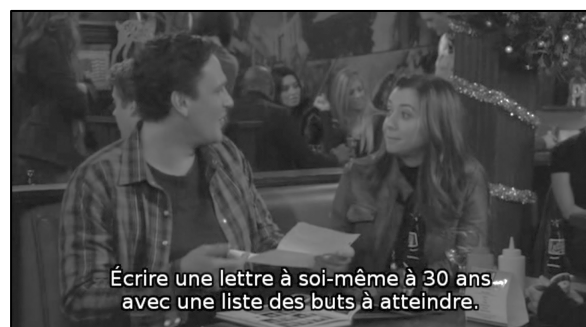 Écrire une lettre à soi-même à 30 ans
avec une liste des buts à atteindre.